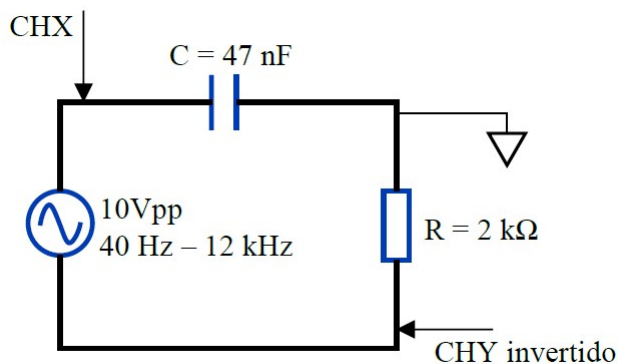 CHX
C = 47 nF
10Vpp
40 Hz – 12 kHz
R = 2 kΩ
CHY invertido